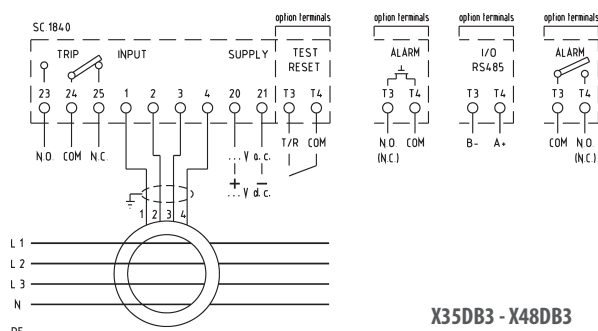 option terminals option terminals option terminals option terminals
SC 1840
TRIP INPUT SUPPLY TEST RESET
23 24 25 1 2 3 4 20 21 T3 T4
N.O. COM N.C. ... V a.c. T/R COM
+ −
... V d.c.
ALARM
T3 T4
N.O. COM
(N.C.)
I/O
RS485
T3 T4
B- A+
ALARM
T3 T4
COM N.O.
(N.C.)
1 2 3 4
L 1
L 2
L 3
N
PE
X35DB3 - X48DB3